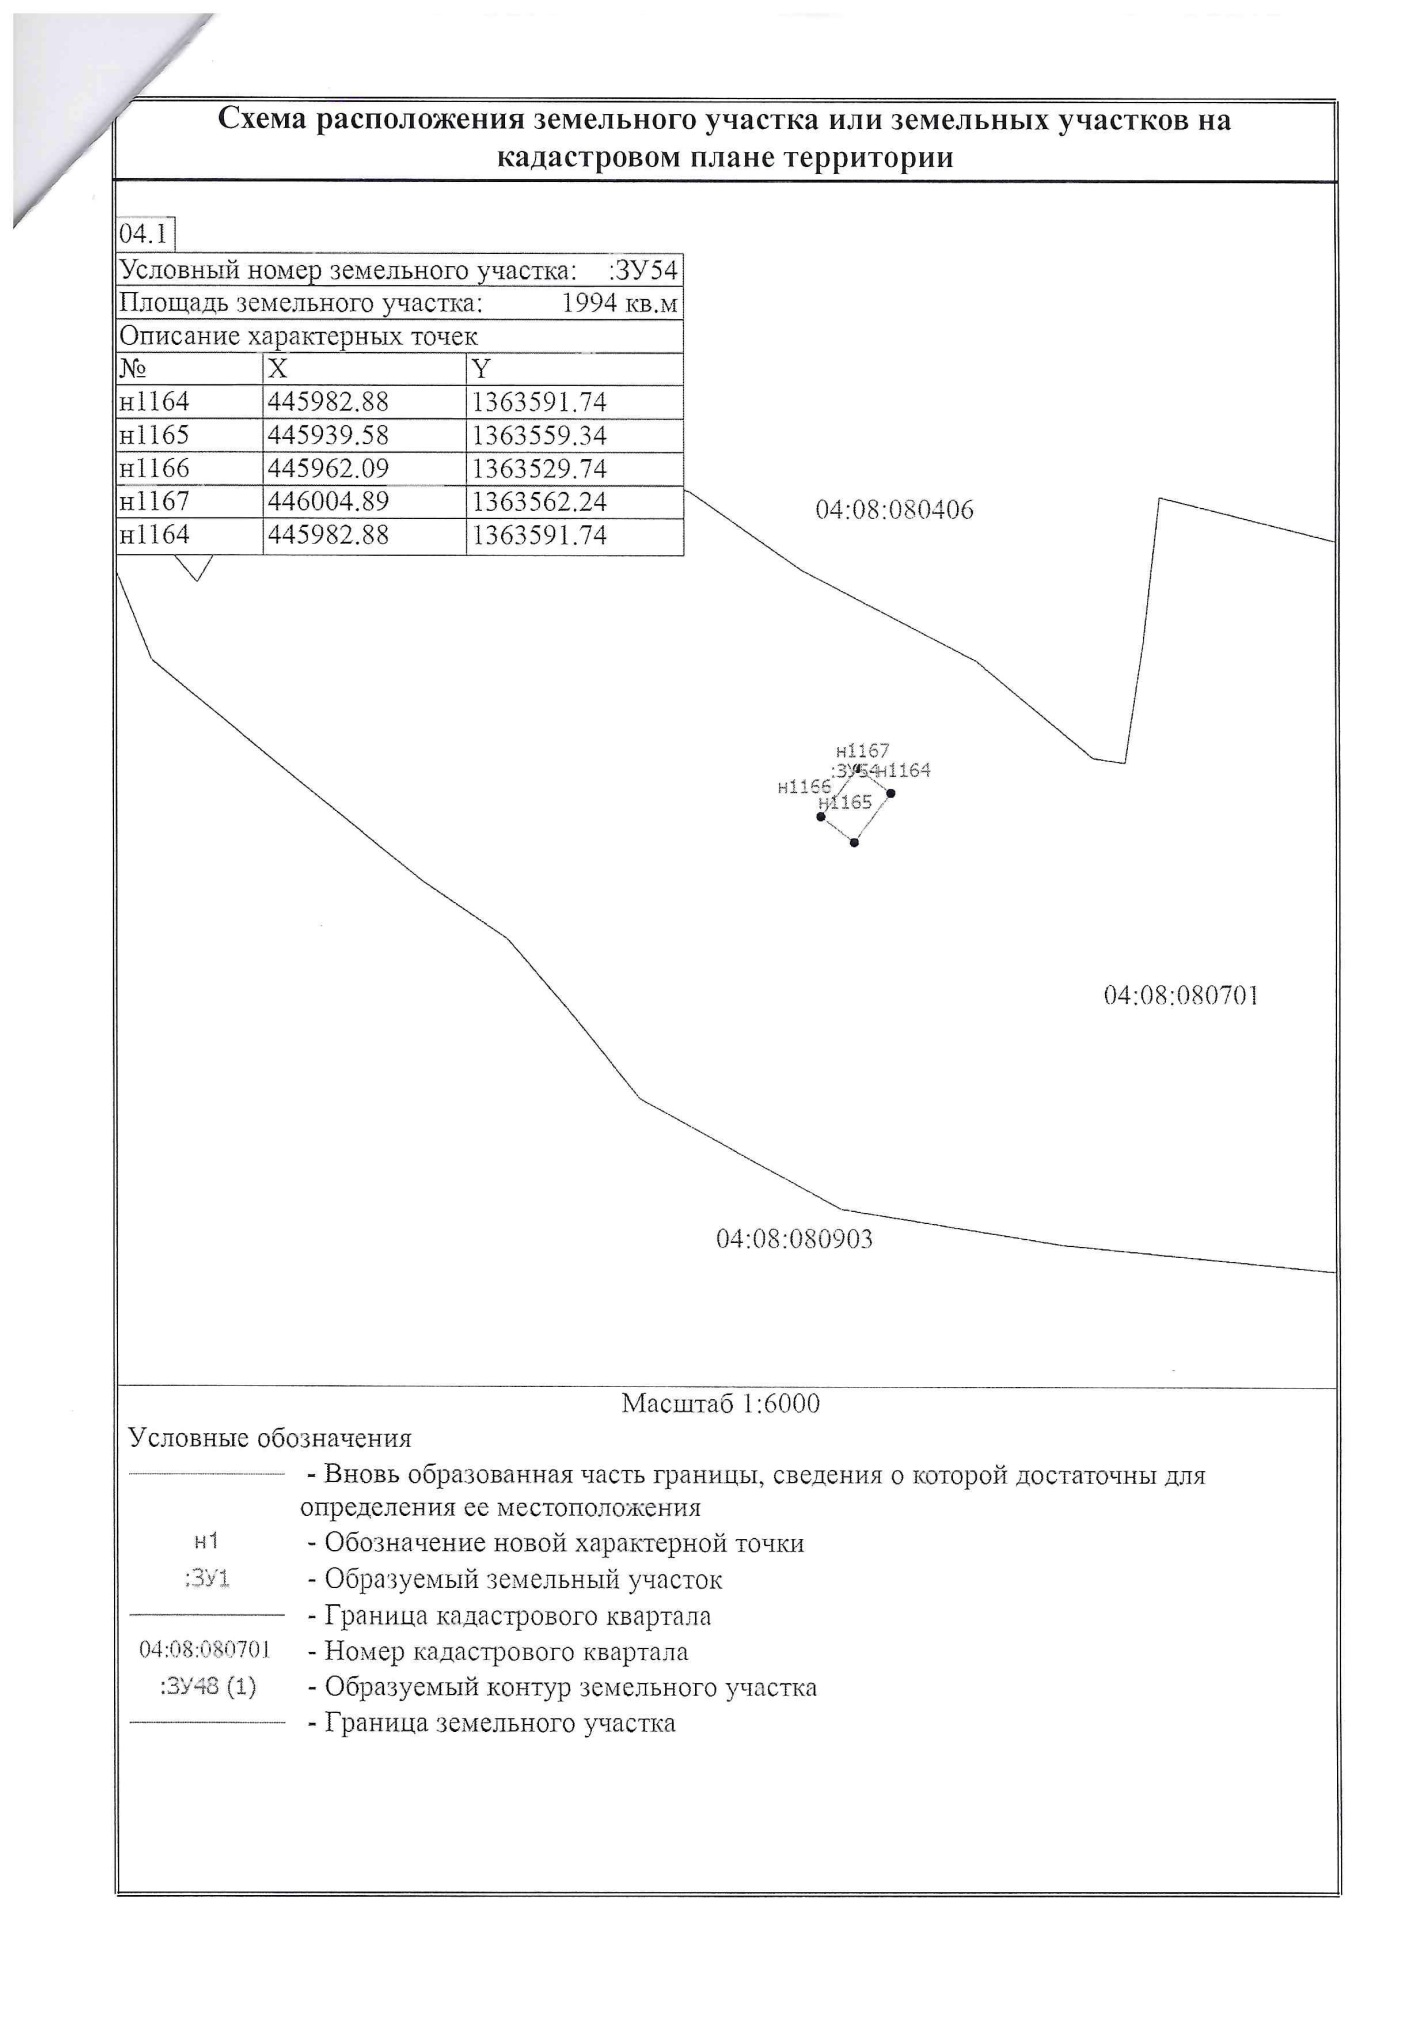 Схема расположения земельного участка или земельных участков на
кадастровом плане территории
04.1
Условный номер земельного участка: :ЗУ54
Площадь земельного участка: 1994 кв.м
Описание характерных точек
№ X Y
н1164 445982.88 1363591.74
н1165 445939.58 1363559.34
н1166 445962.09 1363529.74
н1167 446004.89 1363562.24
н1164 445982.88 1363591.74
04:08:080406
н1167
:ЗУ54 н1164
н1166
н1165
04:08:080701
04:08:080903
Масштаб 1:6000
Условные обозначения
- Вновь образованная часть границы, сведения о которой достаточны для
определения ее местоположения
н1 - Обозначение новой характерной точки
:ЗУ1 - Образуемый земельный участок
- Граница кадастрового квартала
04:08:080701 - Номер кадастрового квартала
:ЗУ48 (1) - Образуемый контур земельного участка
- Граница земельного участка